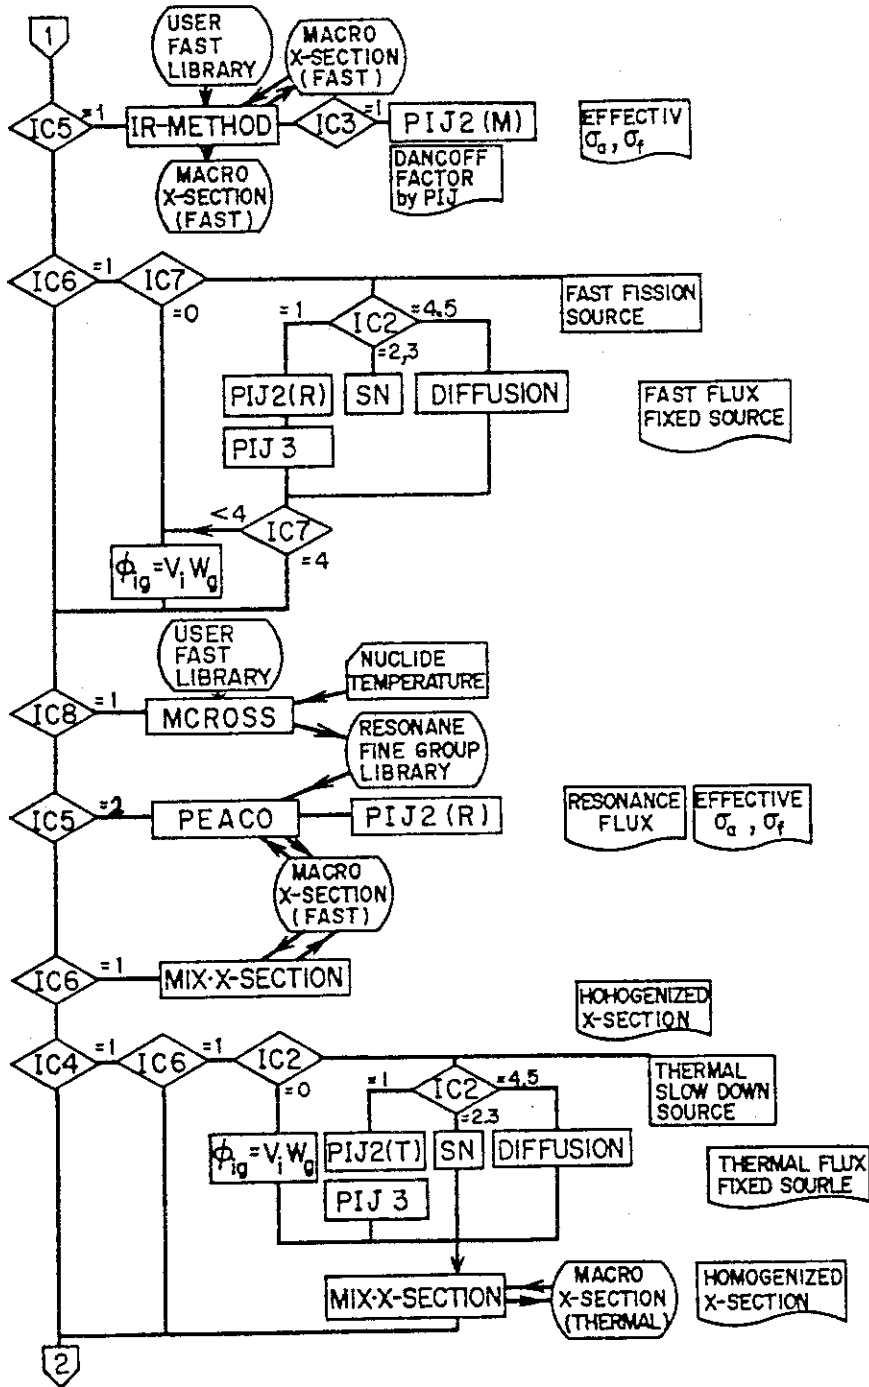 1
USER
FAST
LIBRARY
MACRO
X-SECTION
(FAST)
IC5
=1
IR-METHOD
IC3
=1
PIJ2(M)
EFFECTIV
σa, σf
MACRO
X-SECTION
(FAST)
DANCOFF
FACTOR
by PIJ
IC6
=1
IC7
=0
FAST FISSION
SOURCE
=1
IC2
=4.5
=2,3
PIJ2(R)
SN
DIFFUSION
FAST FLUX
FIXED SOURCE
PIJ 3
<4
IC7
=4
ϕig=ViWg
USER
FAST
LIBRARY
NUCLIDE
TEMPERATURE
IC8
=1
MCROSS
RESONANE
FINE GROUP
LIBRARY
IC5
=2
PEACO
PIJ2(R)
RESONANCE
FLUX
EFFECTIVE
σa, σf
MACRO
X-SECTION
(FAST)
IC6
=1
MIX·X-SECTION
HOHOGENIZED
X-SECTION
IC4
=1
IC6
=1
IC2
=0
=1
IC2
=4,5
=2.3
THERMAL
SLOW DOWN
SOURCE
ϕig=ViWg
PIJ2(T)
SN
DIFFUSION
THERMAL FLUX
FIXED SOURLE
PIJ 3
MIX·X-SECTION
MACRO
X-SECTION
(THERMAL)
HOMOGENIZED
X-SECTION
2